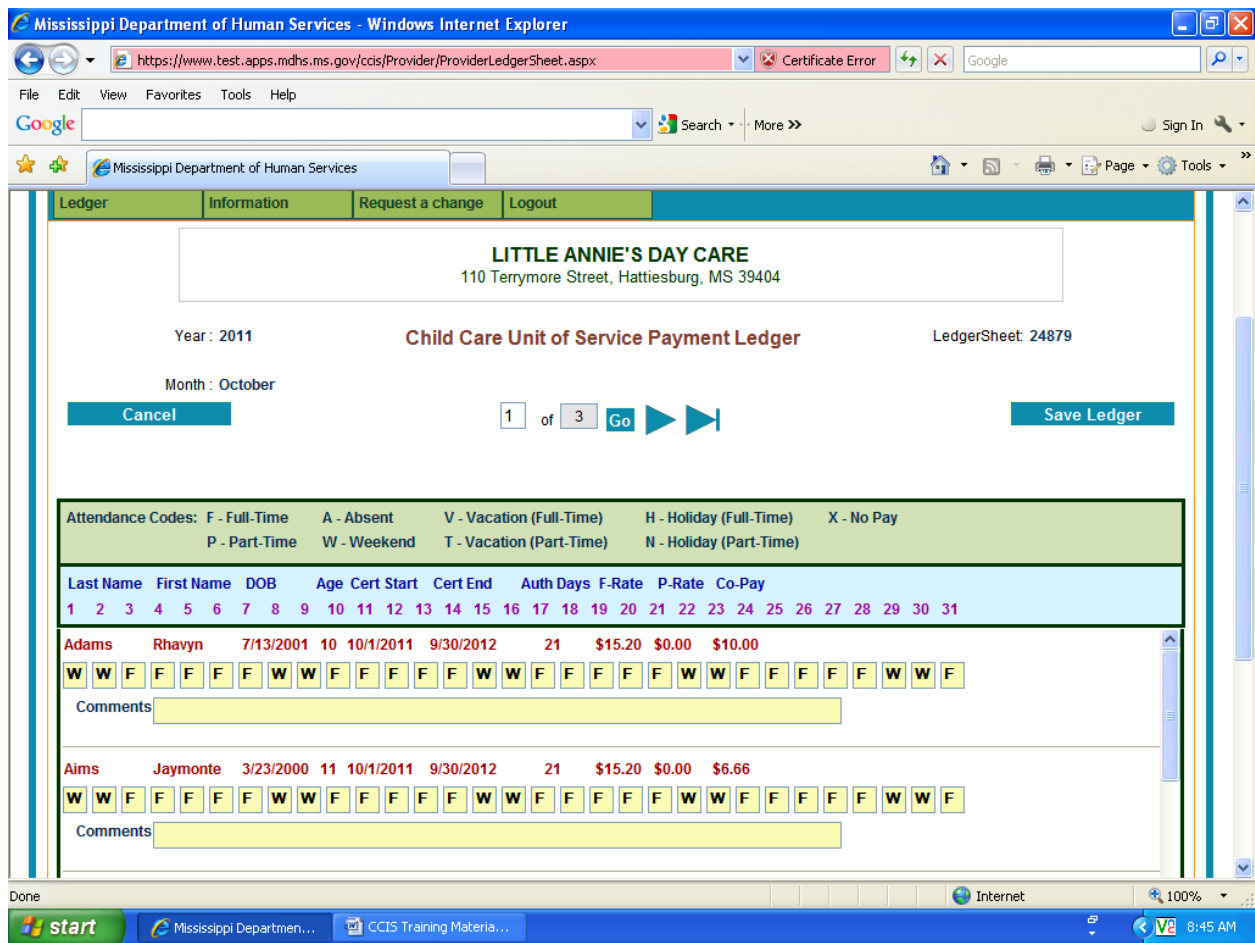 Mississippi Department of Human Services - Windows Internet Explorer
https://www.test.apps.mdhs.ms.gov/ccis/Provider/ProviderLedgerSheet.aspx Certificate Error Google
File Edit View Favorites Tools Help
Google Search More >> Sign In
Mississippi Department of Human Services Page Tools
Ledger Information Request a change Logout
LITTLE ANNIE'S DAY CARE
110 Terrymore Street, Hattiesburg, MS 39404
Year : 2011 Child Care Unit of Service Payment Ledger LedgerSheet: 24879
Month : October
Cancel 1 of 3 Go Save Ledger
Attendance Codes: F - Full-Time A - Absent V - Vacation (Full-Time) H - Holiday (Full-Time) X - No Pay
P - Part-Time W - Weekend T - Vacation (Part-Time) N - Holiday (Part-Time)
Last Name First Name DOB Age Cert Start Cert End Auth Days F-Rate P-Rate Co-Pay
1 2 3 4 5 6 7 8 9 10 11 12 13 14 15 16 17 18 19 20 21 22 23 24 25 26 27 28 29 30 31
Adams Rhavyn 7/13/2001 10 10/1/2011 9/30/2012 21 $15.20 $0.00 $10.00
W W F F F F F W W F F F F F W W F F F F F W W F F F F F W W F
Comments
Aims Jaymonte 3/23/2000 11 10/1/2011 9/30/2012 21 $15.20 $0.00 $6.66
W W F F F F F W W F F F F F W W F F F F F W W F F F F F W W F
Comments
Done Internet 100%
start Mississippi Departmen... CCIS Training Materia... V2 8:45 AM